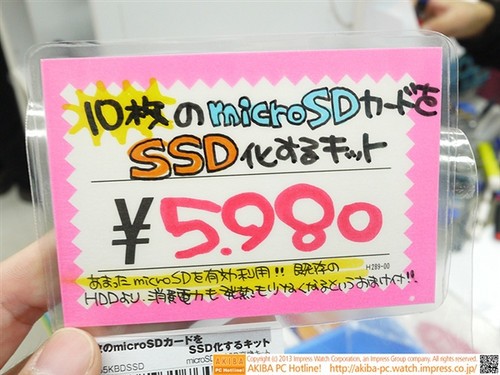 10枚のmicroSDカードを
SSD化するキット
¥5.980
あまったmicroSDを有効利用!! 既存の
H289-00
HDDより、消費電力も発熱も少なくなるというおまけ付!!
のmicroSDカードを
SSD化するキット
5KBDSSD
microS
AKIBA PC Hotline!
Copyright (c) 2013 Impress Watch Corporation, an Impress Group company. All rights reserved.
AKIBA PC Hotline! http://akiba-pc.watch.impress.co.jp/